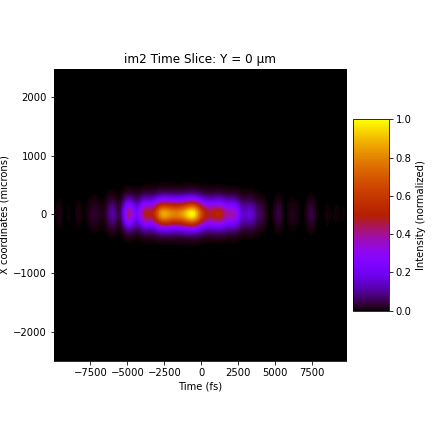 im2 Time Slice: Y = 0 μm
2000
1000
0
−1000
−2000
X coordinates (microns)
−7500 −5000 −2500 0 2500 5000 7500
Time (fs)
1.0
0.8
0.6
0.4
0.2
0.0
Intensity (normalized)